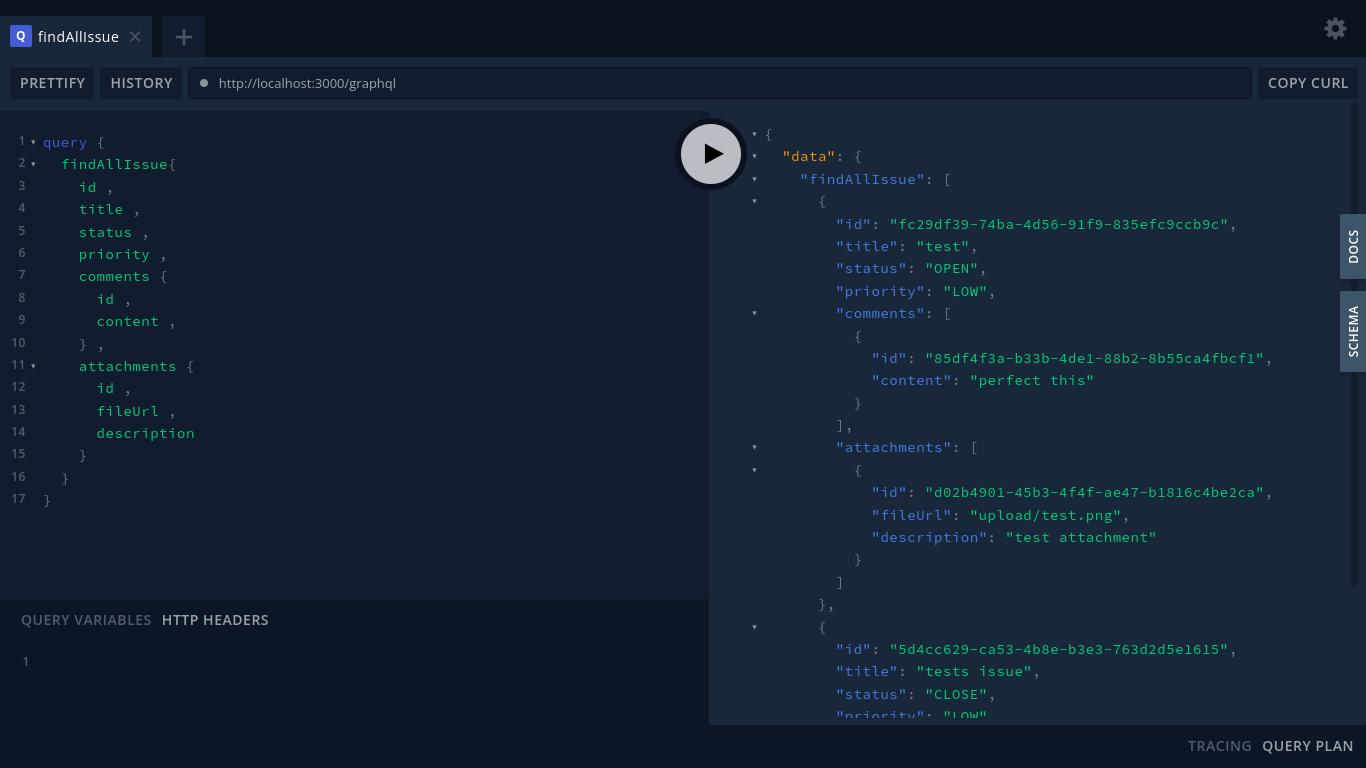 Q findAllIssue
PRETTIFY HISTORY http://localhost:3000/graphql COPY CURL
1 query {
2 findAllIssue{
3 id ,
4 title ,
5 status ,
6 priority ,
7 comments {
8 id ,
9 content ,
10 } ,
11 attachments {
12 id ,
13 fileUrl ,
14 description
15 }
16 }
17 }
QUERY VARIABLES HTTP HEADERS
1
{
"data": {
"findAllIssue": [
{
"id": "fc29df39-74ba-4d56-91f9-835efc9ccb9c",
"title": "test",
"status": "OPEN",
"priority": "LOW",
"comments": [
{
"id": "85df4f3a-b33b-4de1-88b2-8b55ca4fbcf1",
"content": "perfect this"
}
],
"attachments": [
{
"id": "d02b4901-45b3-4f4f-ae47-b1816c4be2ca",
"fileUrl": "upload/test.png",
"description": "test attachment"
}
]
},
{
"id": "5d4cc629-ca53-4b8e-b3e3-763d2d5e1615",
"title": "tests issue",
"status": "CLOSE",
"priority": "LOW"
DOCS
SCHEMA
TRACING QUERY PLAN